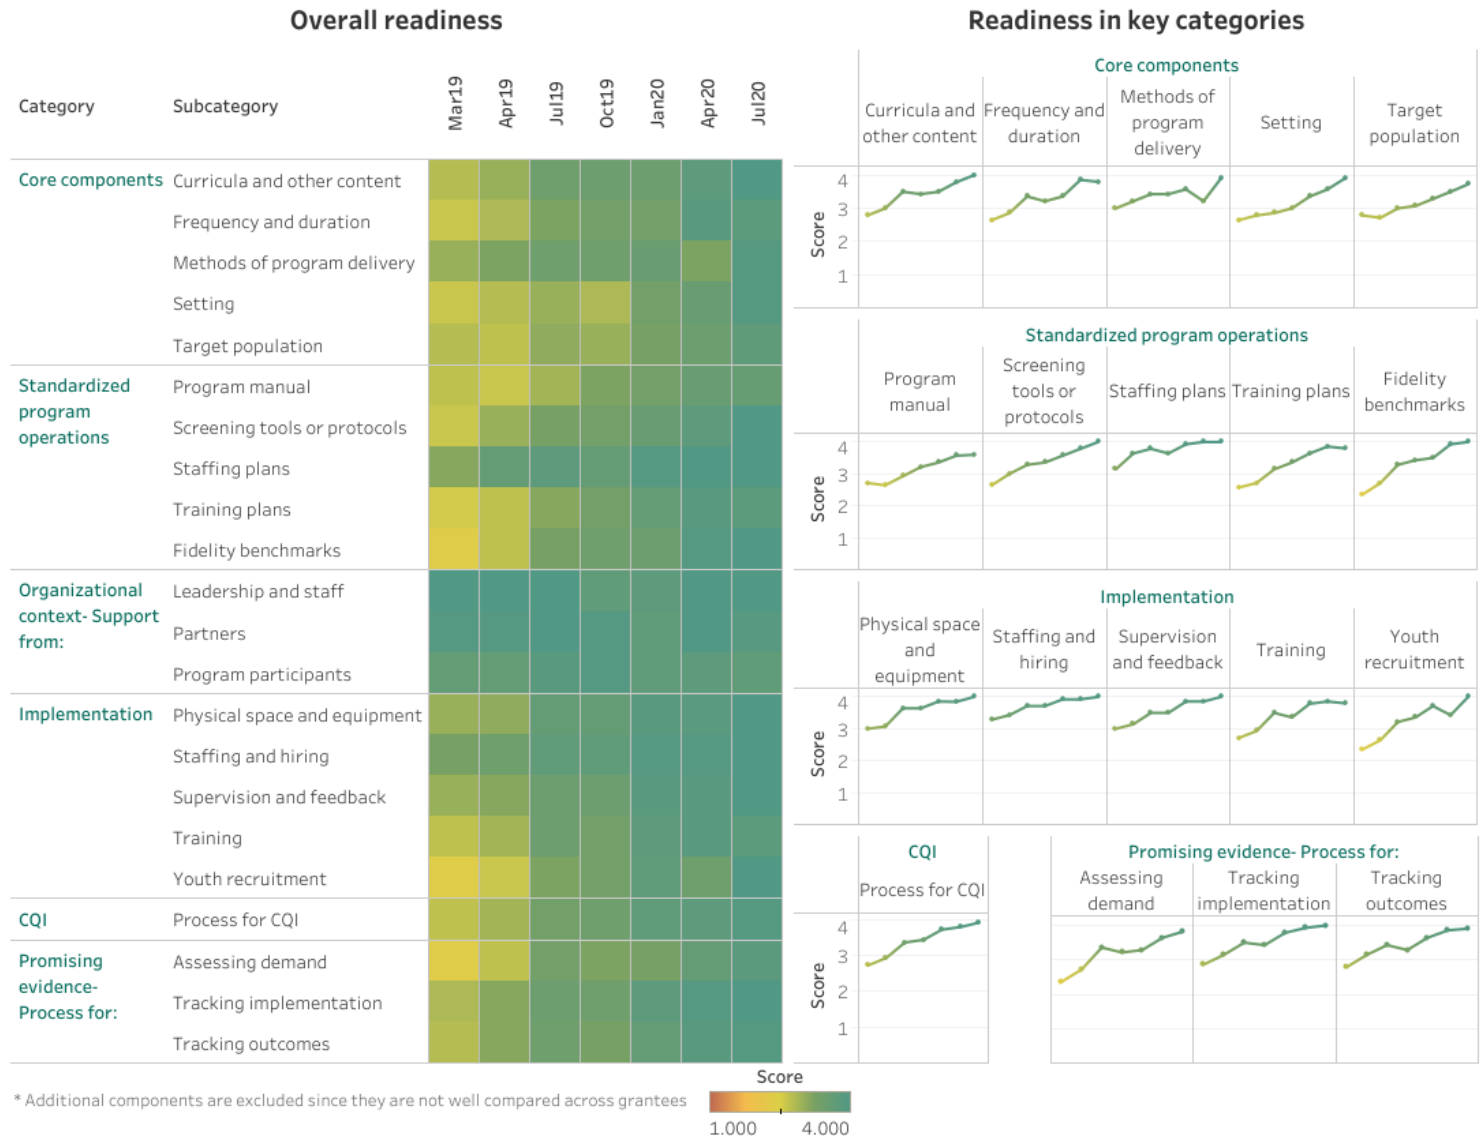 Overall readiness
Category
Subcategory
Mar19
Apr19
Jul19
Oct19
Jan20
Apr20
Jul20
Core components
Curricula and other content
Frequency and duration
Methods of program delivery
Setting
Target population
Standardized
program
operations
Program manual
Screening tools or protocols
Staffing plans
Training plans
Fidelity benchmarks
Organizational
context- Support
from:
Leadership and staff
Partners
Program participants
Implementation
Physical space and equipment
Staffing and hiring
Supervision and feedback
Training
Youth recruitment
CQI
Process for CQI
Promising
evidence-
Process for:
Assessing demand
Tracking implementation
Tracking outcomes
* Additional components are excluded since they are not well compared across grantees
Readiness in key categories
Core components
Curricula and
other content
Frequency and
duration
Methods of
program
delivery
Setting
Target
population
Score
4
3
2
1
Standardized program operations
Program
manual
Screening
tools or
protocols
Staffing plans
Training plans
Fidelity
benchmarks
Score
4
3
2
1
Implementation
Physical space
and
equipment
Staffing and
hiring
Supervision
and feedback
Training
Youth
recruitment
Score
4
3
2
1
CQI
Process for CQI
Score
4
3
2
1
Promising evidence- Process for:
Assessing
demand
Tracking
implementation
Tracking
outcomes
Score
1.000
4.000